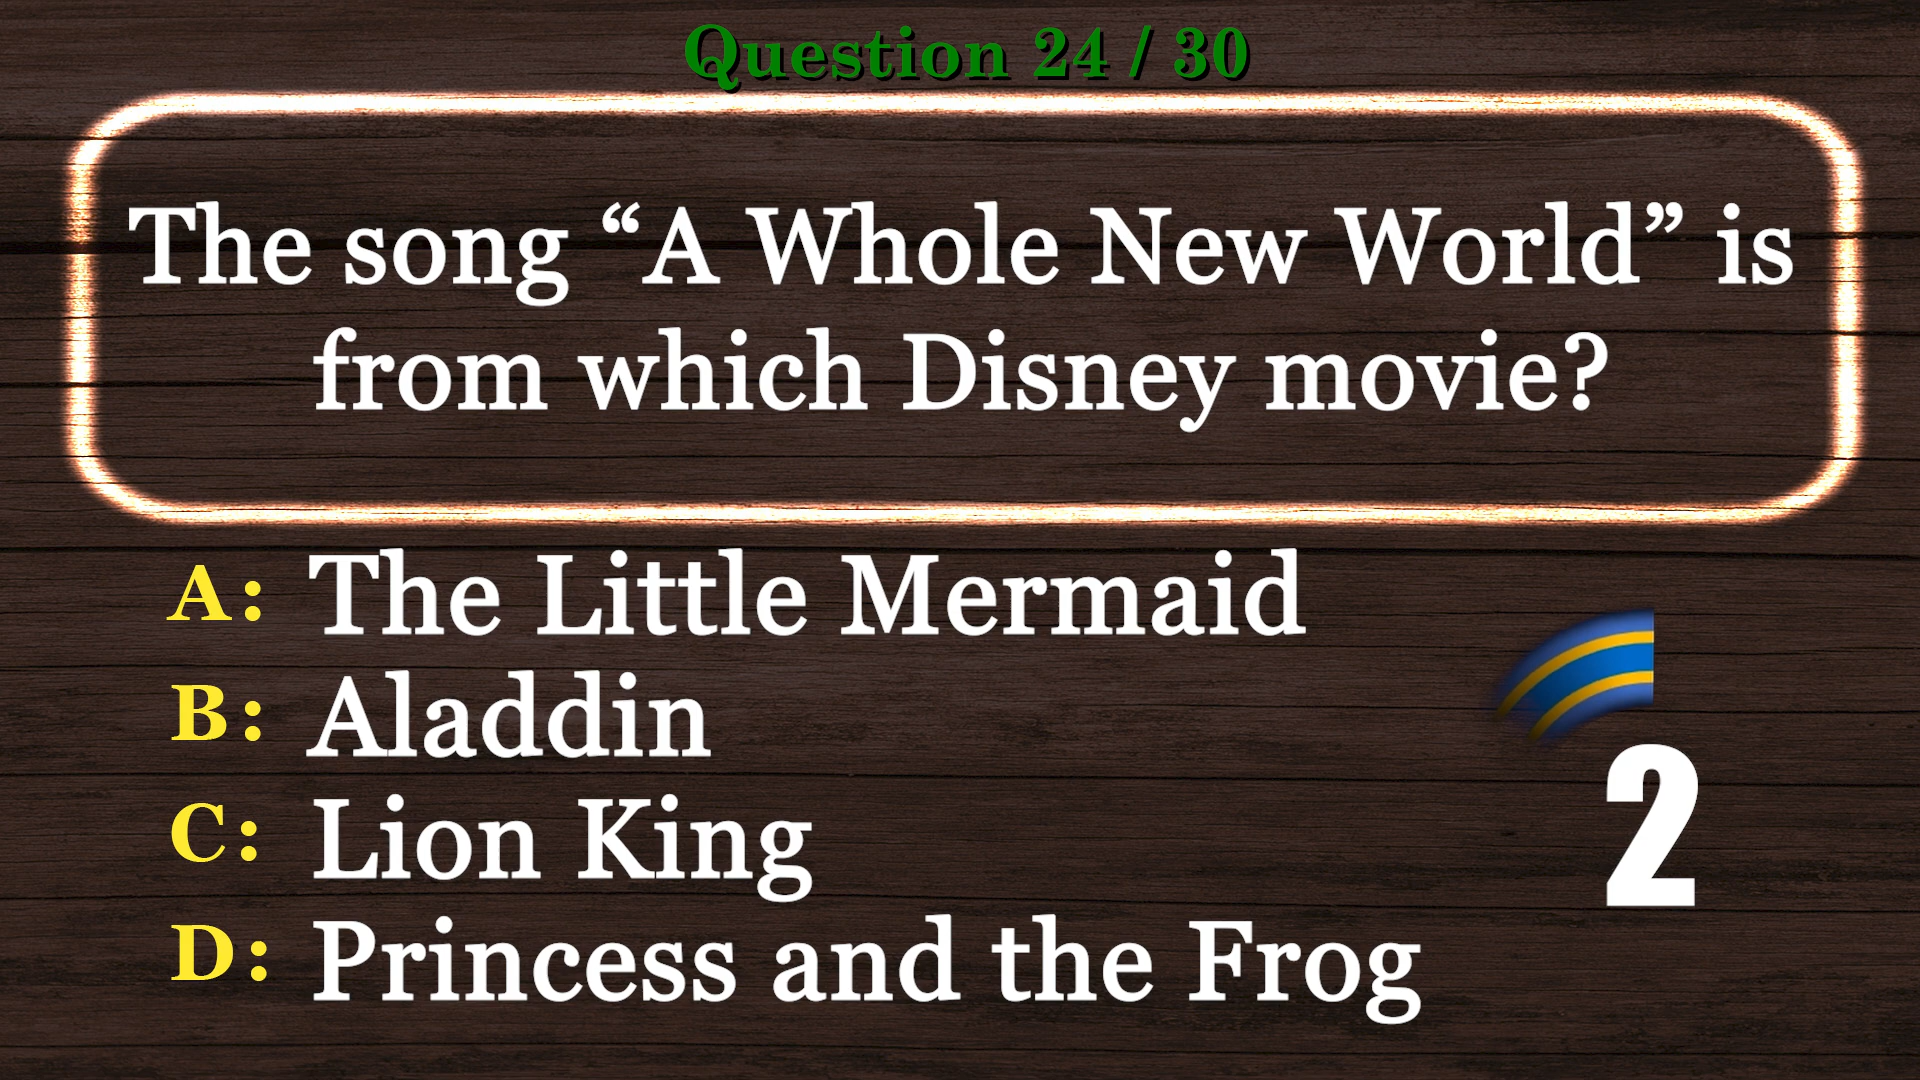 Question 24 / 30
The song “A Whole New World” is
from which Disney movie?
A: The Little Mermaid
B: Aladdin
C: Lion King
D: Princess and the Frog
2